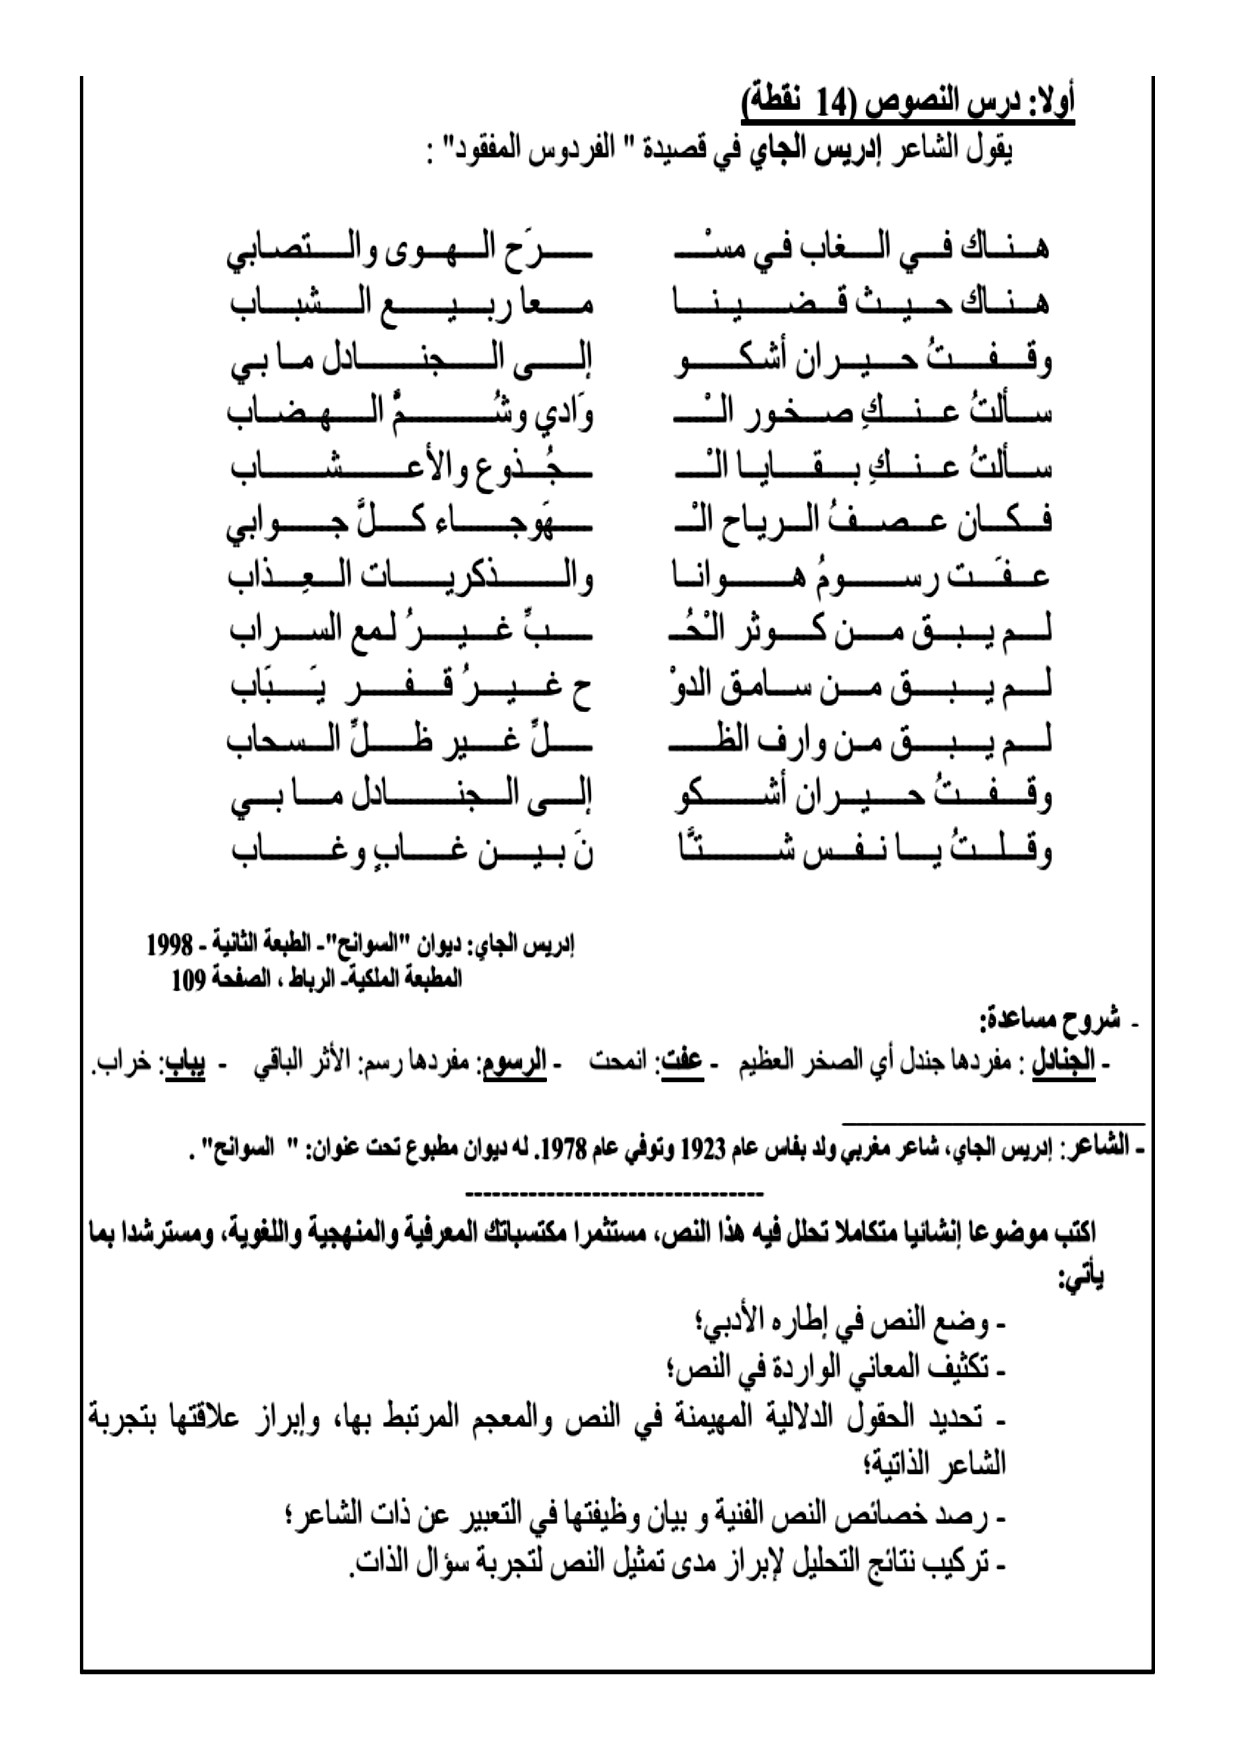 أولا: درس النصوص (14 نقطة)
يقول الشاعر إدريس الجاي في قصيدة " الفردوس المفقود" :
هناك في الغاب في مسْـ ـرَح الهوى والتصابي
هناك حيث قضينا معا ربيع الشباب
وقفتُ حيران أشكو إلى الجنادل ما بي
سألتُ عنكِ صخور الْـ وَادي وشُمَّ الهضاب
سألتُ عنكِ بقايا الْـ ـجُذوع والأعشاب
فكان عصفُ الرياح الْـ ـهَوجاء كلَّ جوابي
عفَت رسومُ هوانا والذكريات العِذاب
لم يبق من كوثر الْحُـ ـبِّ غيرُ لمع السراب
لم يبق من سامق الدوْ ح غيرُ قفر يَبَاب
لم يبق من وارف الظـ ـلِّ غير ظلِّ السحاب
وقفتُ حيران أشكو إلى الجنادل ما بي
وقلتُ يا نفس شتَّا نَ بين غابٍ وغاب
إدريس الجاي: ديوان "السوانح"- الطبعة الثانية - 1998
المطبعة الملكية- الرباط ، الصفحة 109
- شروح مساعدة:
- الجنادل : مفردها جندل أي الصخر العظيم - عفت: انمحت - الرسوم: مفردها رسم: الأثر الباقي - يباب: خراب.
- الشاعر: إدريس الجاي، شاعر مغربي ولد بفاس عام 1923 وتوفي عام 1978. له ديوان مطبوع تحت عنوان: " السوانح" .
---------------------------------
اكتب موضوعا إنشائيا متكاملا تحلل فيه هذا النص، مستثمرا مكتسباتك المعرفية والمنهجية واللغوية، ومسترشدا بما
يأتي:
- وضع النص في إطاره الأدبي؛
- تكثيف المعاني الواردة في النص؛
- تحديد الحقول الدلالية المهيمنة في النص والمعجم المرتبط بها، وإبراز علاقتها بتجربة
الشاعر الذاتية؛
- رصد خصائص النص الفنية و بيان وظيفتها في التعبير عن ذات الشاعر؛
- تركيب نتائج التحليل لإبراز مدى تمثيل النص لتجربة سؤال الذات.